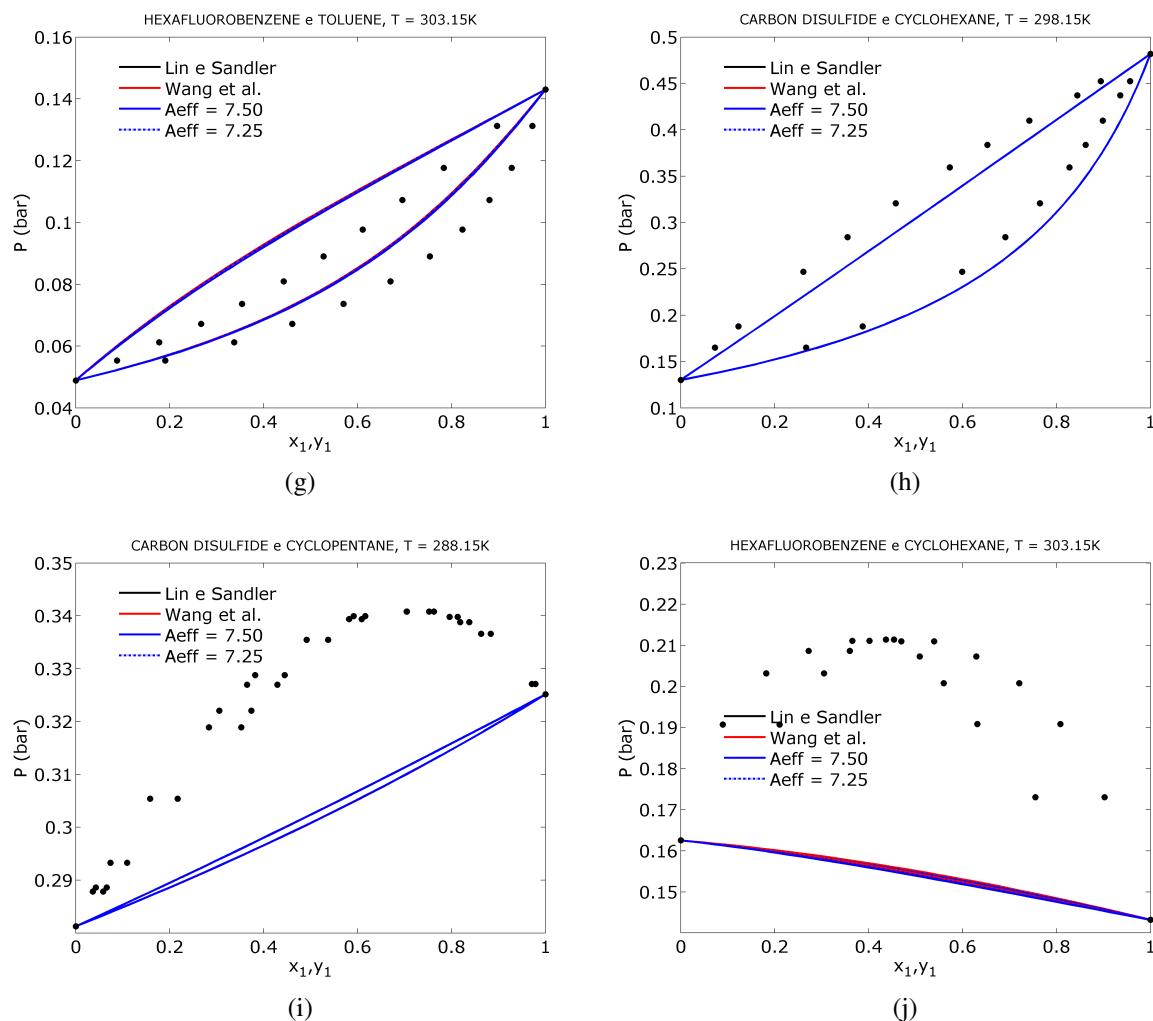 HEXAFLUOROBENZENE e TOLUENE, T = 303.15K
0.16
0.14
0.12
0.1
0.08
0.06
0.04
P (bar)
Lin e Sandler
Wang et al.
Aeff = 7.50
Aeff = 7.25
0 0.2 0.4 0.6 0.8 1
x1,y1
(g)
CARBON DISULFIDE e CYCLOHEXANE, T = 298.15K
0.5
0.45
0.4
0.35
0.3
0.25
0.2
0.15
0.1
P (bar)
Lin e Sandler
Wang et al.
Aeff = 7.50
Aeff = 7.25
0 0.2 0.4 0.6 0.8 1
x1,y1
(h)
CARBON DISULFIDE e CYCLOPENTANE, T = 288.15K
0.35
0.34
0.33
0.32
0.31
0.3
0.29
P (bar)
Lin e Sandler
Wang et al.
Aeff = 7.50
Aeff = 7.25
0 0.2 0.4 0.6 0.8 1
x1,y1
(i)
HEXAFLUOROBENZENE e CYCLOHEXANE, T = 303.15K
0.23
0.22
0.21
0.2
0.19
0.18
0.17
0.16
0.15
P (bar)
Lin e Sandler
Wang et al.
Aeff = 7.50
Aeff = 7.25
0 0.2 0.4 0.6 0.8 1
x1,y1
(j)